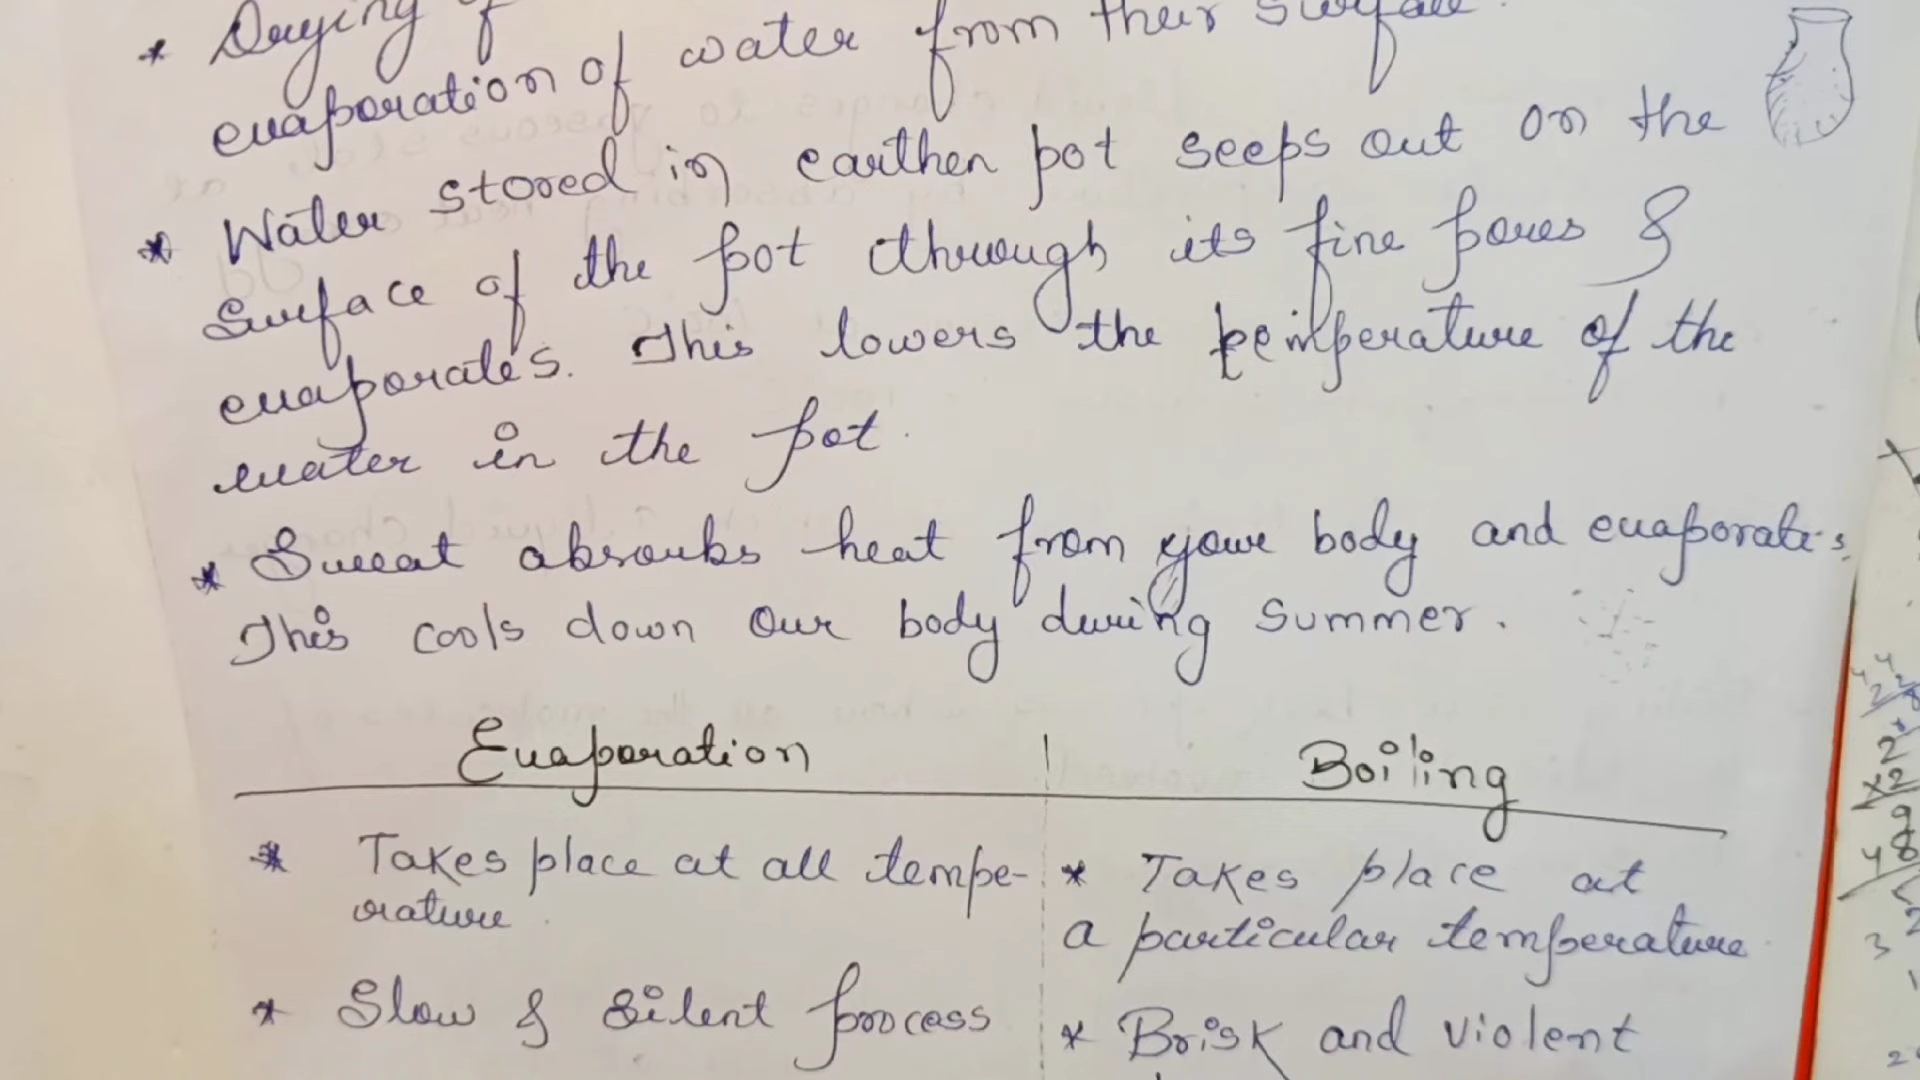 * Drying of
evaporation of water from their surface.
* Water stored in earthen pot seeps out on the
surface of the pot through its fine pores &
evaporates. This lowers the temperature of the
water in the pot.
* Sweat absorbs heat from your body and evaporates.
This cools down our body during summer.
Evaporation Boiling
* Takes place at all tempe-
rature.
* Takes place at
a particular temperature
* Slow & silent process
* Brisk and violent